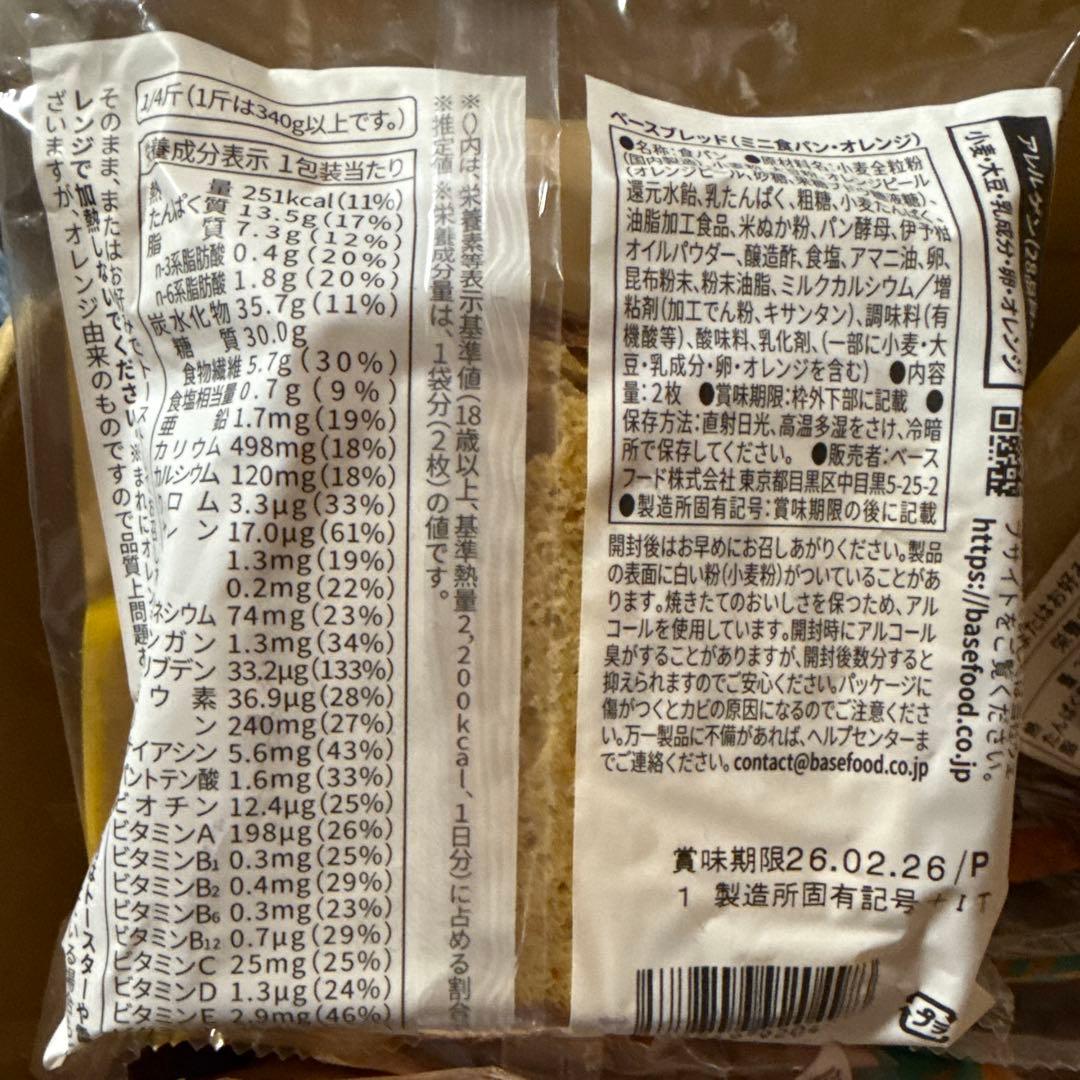 1/4斤(1斤は340g以上です。)
養成分表示 1包装当たり
熱 量 251kcal(11%)
たんぱく質 13.5g(17%)
脂 質 7.3g(12%)
n-3系脂肪酸 0.4g(20%)
n-6系脂肪酸 1.8g(20%)
炭水化物 35.7g(11%)
糖 質 30.0g
食物繊維 5.7g(30%)
食塩相当量 0.7g(9%)
亜 鉛 1.7mg(19%)
カリウム 498mg(18%)
カルシウム 120mg(18%)
ロム 3.3μg(33%)
ン 17.0μg(61%)
1.3mg(19%)
0.2mg(22%)
ネシウム 74mg(23%)
ンガン 1.3mg(34%)
ブデン 33.2μg(133%)
ウ素 36.9μg(28%)
ン 240mg(27%)
イアシン 5.6mg(43%)
パントテン酸 1.6mg(33%)
ビオチン 12.4μg(25%)
ビタミンA 198μg(26%)
ビタミンB1 0.3mg(25%)
ビタミンB2 0.4mg(29%)
ビタミンB6 0.3mg(23%)
ビタミンB12 0.7μg(29%)
ビタミンC 25mg(25%)
ビタミンD 1.3μg(24%)
ビタミンE 2.9mg(46%)
※()内は、栄養素等表示基準値(18歳以上、基準熱量2,200kcal、1日分)に占める割合
※推定値 ※栄養成分量は、1袋分(2枚)の値です。
そのまま、またはお好みでトース
レンジで加熱しないでください。※まれにオレン
ざいますが、オレンジ由来のものですので品質上問題
トースターや
ベースブレッド(ミニ食パン・オレンジ)
●名称:食パン ●原材料名:小麦全粒粉
(オレンジピール、砂糖、
還元水飴、乳たんぱく、粗糖、小麦たんぱく、
油脂加工食品、米ぬか粉、パン酵母、伊予柑
オイルパウダー、醸造酢、食塩、アマニ油、卵、
昆布粉末、粉末油脂、ミルクカルシウム/増
粘剤(加工でん粉、キサンタン)、調味料(有
機酸等)、酸味料、乳化剤、(一部に小麦・大
豆・乳成分・卵・オレンジを含む) ●内容
量:2枚 ●賞味期限:枠外下部に記載 ●
保存方法:直射日光、高温多湿をさけ、冷暗
所で保存してください。 ●販売者:ベース
フード株式会社 東京都目黒区中目黒5-25-2
●製造所固有記号:賞味期限の後に記載
開封後はお早めにお召しあがりください。製品
の表面に白い粉(小麦粉)がついていることがあ
ります。焼きたてのおいしさを保つため、アル
コールを使用しています。開封時にアルコール
臭がすることがありますが、開封後数分すると
抑えられますのでご安心ください。パッケージに
傷がつくとカビの原因になるのでご注意くださ
い。万一製品に不備があれば、ヘルプセンターま
でご連絡ください。contact@basefood.co.jp
アレルゲン(28品目
小麦・大豆・乳成分・卵・オレンジ
ブサイトをご覧ください。
https://basefood.co.jp
賞味期限26.02.26/P
1 製造所固有記号 +IT